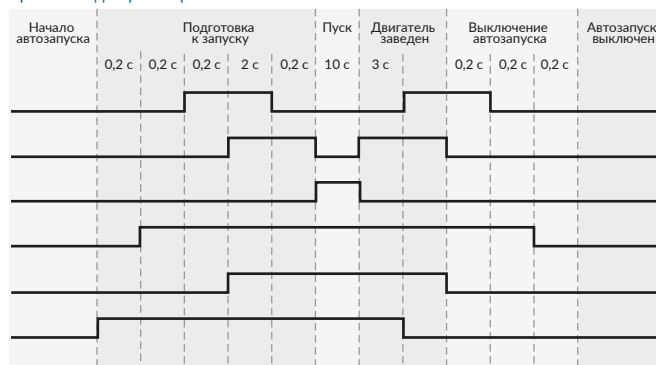 Начало автозапуска
Подготовка к запуску
Пуск
Двигатель заведен
Выключение автозапуска
Автозапуск выключен
0,2 с 0,2 с 0,2 с 2 с 0,2 с 10 с 3 с 0,2 с 0,2 с 0,2 с